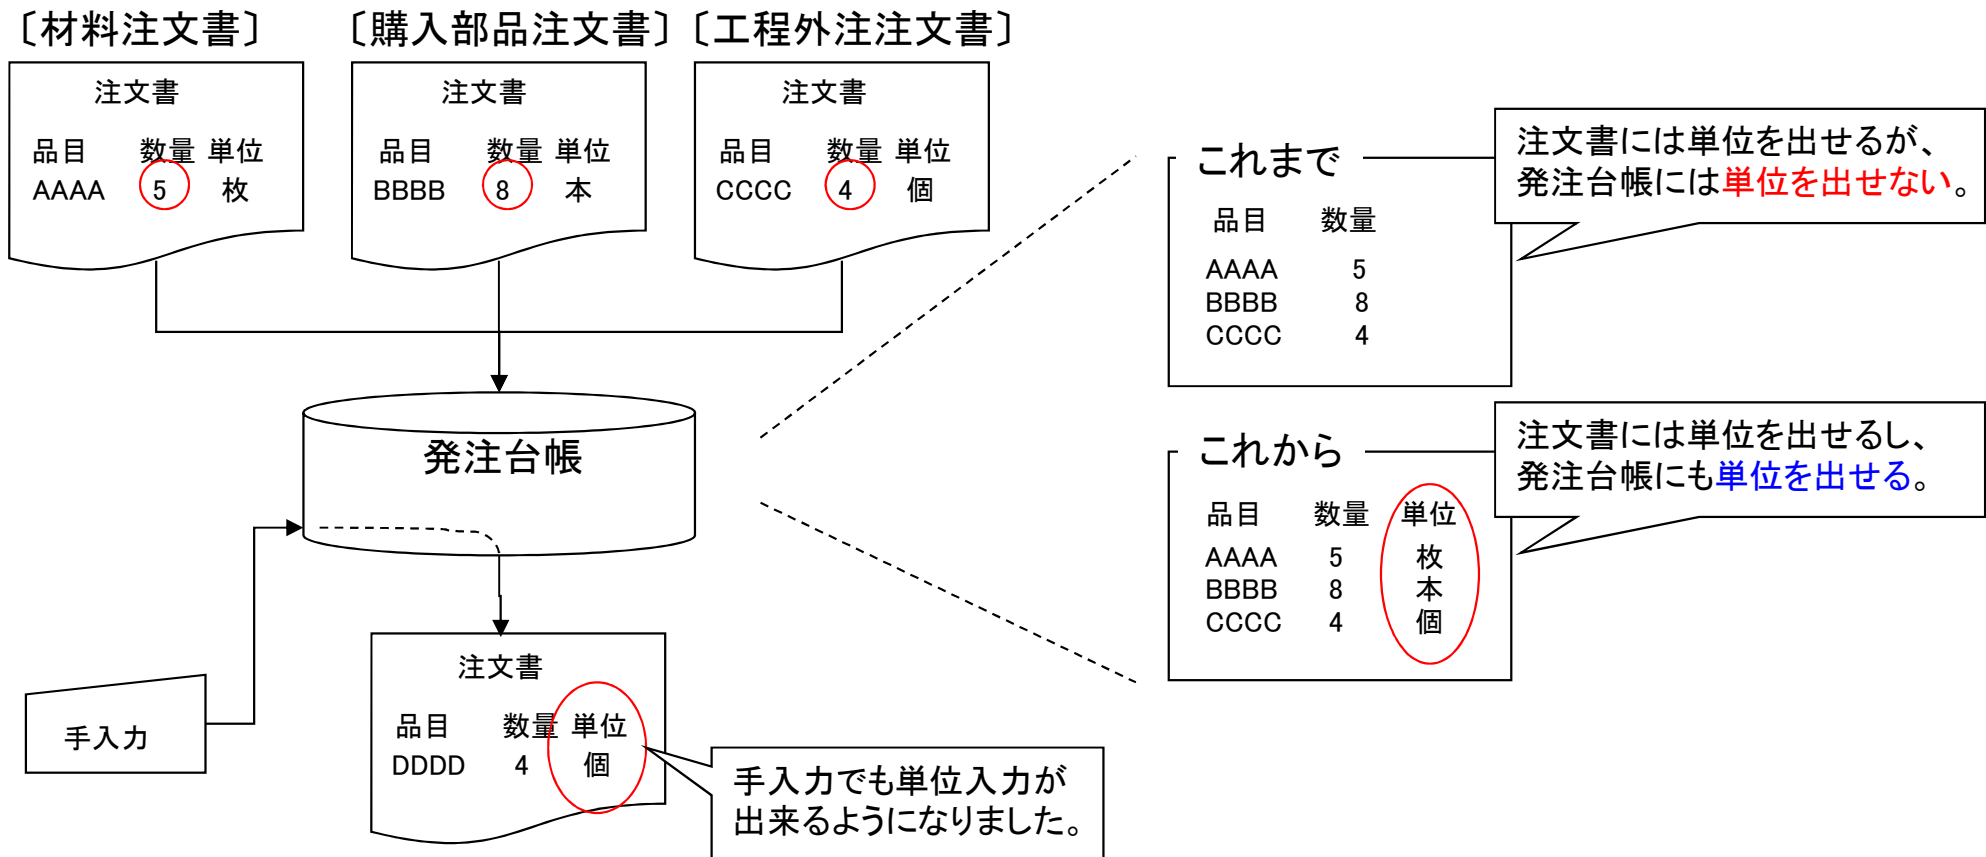 〔材料注文書〕
注文書
品目 数量 単位
AAAA 5 枚
〔購入部品注文書〕
注文書
品目 数量 単位
BBBB 8 本
〔工程外注注文書〕
注文書
品目 数量 単位
CCCC 4 個
発注台帳
手入力
注文書
品目 数量 単位
DDDD 4 個
手入力でも単位入力が
出来るようになりました。
これまで
品目 数量
AAAA 5
BBBB 8
CCCC 4
注文書には単位を出せるが、
発注台帳には単位を出せない。
これから
品目 数量 単位
AAAA 5 枚
BBBB 8 本
CCCC 4 個
注文書には単位を出せるし、
発注台帳にも単位を出せる。